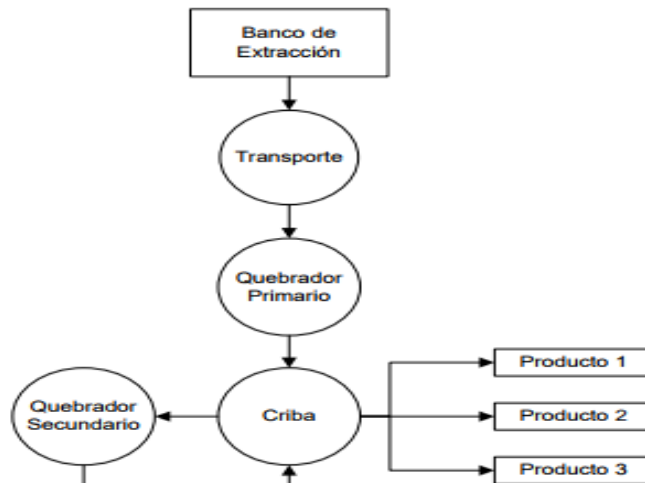 Banco de
Extracción
Transporte
Quebrador
Primario
Criba
Quebrador
Secundario
Producto 1
Producto 2
Producto 3